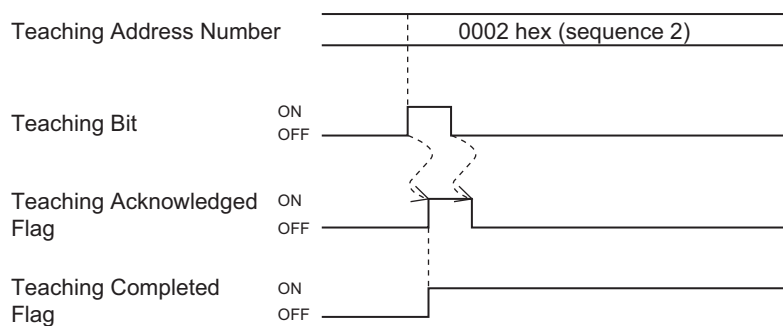 Teaching Address Number
0002 hex (sequence 2)
Teaching Bit
ON
OFF
Teaching Acknowledged
Flag
ON
OFF
Teaching Completed
Flag
ON
OFF